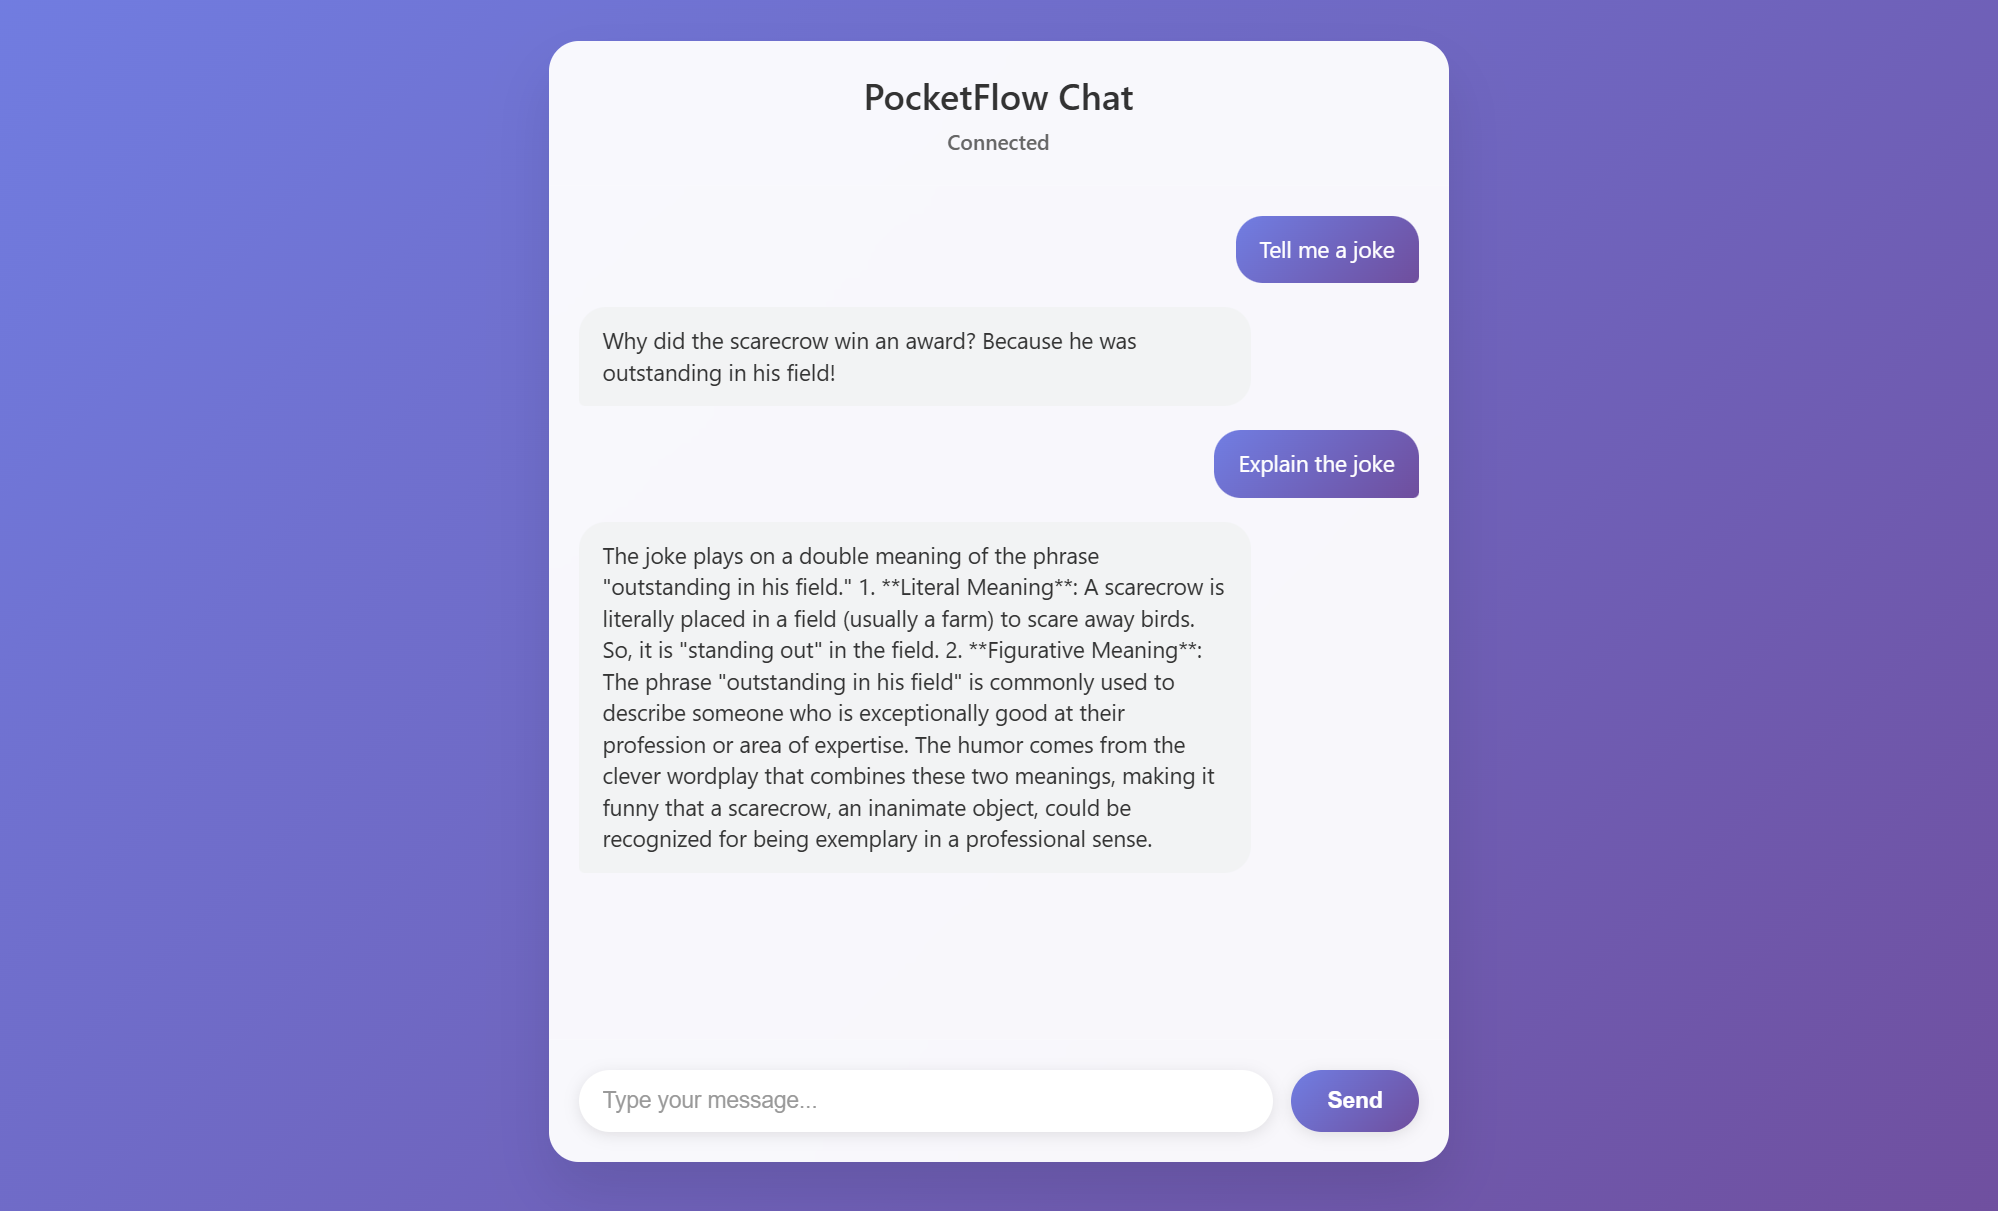 PocketFlow Chat
Connected
Tell me a joke
Why did the scarecrow win an award? Because he was
outstanding in his field!
Explain the joke
The joke plays on a double meaning of the phrase
"outstanding in his field." 1. **Literal Meaning**: A scarecrow is
literally placed in a field (usually a farm) to scare away birds.
So, it is "standing out" in the field. 2. **Figurative Meaning**:
The phrase "outstanding in his field" is commonly used to
describe someone who is exceptionally good at their
profession or area of expertise. The humor comes from the
clever wordplay that combines these two meanings, making it
funny that a scarecrow, an inanimate object, could be
recognized for being exemplary in a professional sense.
Type your message...
Send